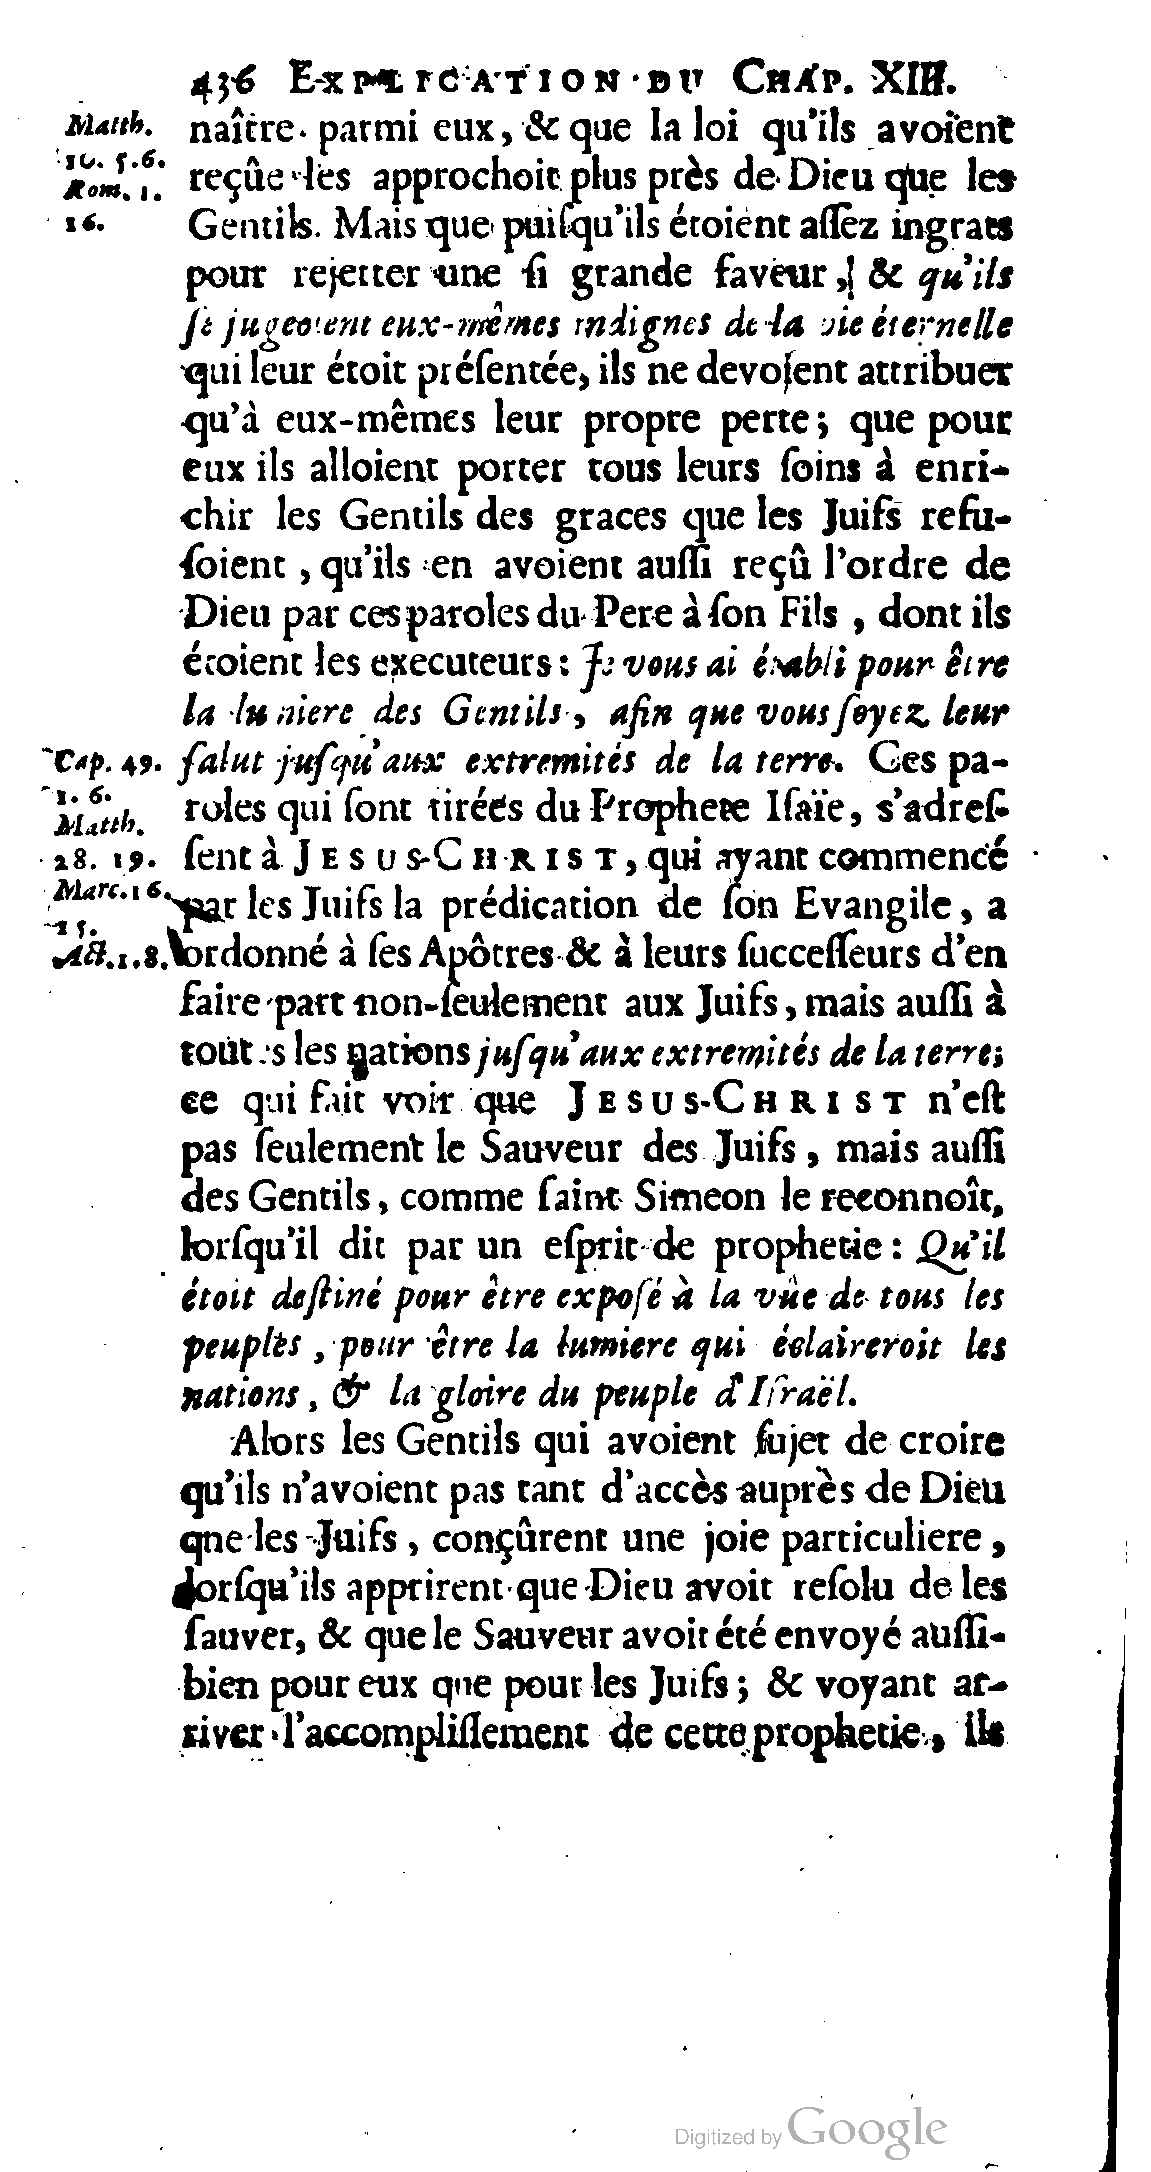 436 EXPLICATION DU CHAP. XIII.
Matth.
10. 5.6.
Rom. 1.
16.
naître parmi eux, & que la loi qu'ils avoient
reçûe les approchoit plus près de Dieu que les
Gentils. Mais que puiſqu'ils étoient aſſez ingrats
pour rejetter une ſi grande faveur, & qu'ils
ſe jugeoient eux-mêmes indignes de la vie éternelle
qui leur étoit préſentée, ils ne devoient attribuer
qu'à eux-mêmes leur propre perte; que pour
eux ils alloient porter tous leurs ſoins à enri-
chir les Gentils des graces que les Juifs refu-
ſoient, qu'ils en avoient auſſi reçû l'ordre de
Dieu par ces paroles du Pere à ſon Fils, dont ils
étoient les executeurs: Je vous ai établi pour être
la lumiere des Gentils, afin que vous ſoyez leur
ſalut juſqu'aux extremités de la terre. Ces pa-
roles qui ſont tirées du Prophete Iſaïe, s'adreſ-
ſent à JESUS-CHRIST, qui ayant commencé
par les Juifs la prédication de ſon Evangile, a
ordonné à ſes Apôtres & à leurs ſucceſſeurs d'en
faire part non-ſeulement aux Juifs, mais auſſi à
toutes les nations juſqu'aux extremités de la terre;
ce qui fait voir que JESUS-CHRIST n'eſt
pas ſeulement le Sauveur des Juifs, mais auſſi
des Gentils, comme ſaint Simeon le reconnoît,
lorſqu'il dit par un eſprit de prophetie: Qu'il
étoit deſtiné pour être expoſé à la vûe de tous les
peuples, pour être la lumiere qui éclaireroit les
nations, & la gloire du peuple d'Iſraël.
Cap. 49.
1. 6.
Matth.
28. 19.
Marc. 16.
15.
Act. 1. 8.
Alors les Gentils qui avoient ſujet de croire
qu'ils n'avoient pas tant d'accès auprès de Dieu
que les Juifs, conçûrent une joie particuliere,
lorſqu'ils apprirent que Dieu avoit reſolu de les
ſauver, & que le Sauveur avoit été envoyé auſſi-
bien pour eux que pour les Juifs; & voyant ar-
river l'accompliſſement de cette prophetie, ils
Digitized by Google